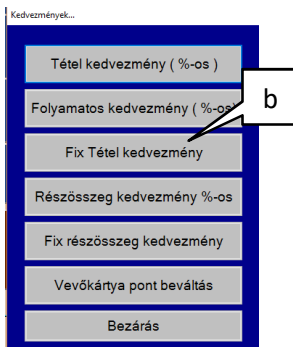 Kedvezmények...
Tétel kedvezmény ( %-os )
Folyamatos kedvezmény ( %-os)
b
Fix Tétel kedvezmény
Részösszeg kedvezmény %-os
Fix részösszeg kedvezmény
Vevőkártya pont beváltás
Bezárás